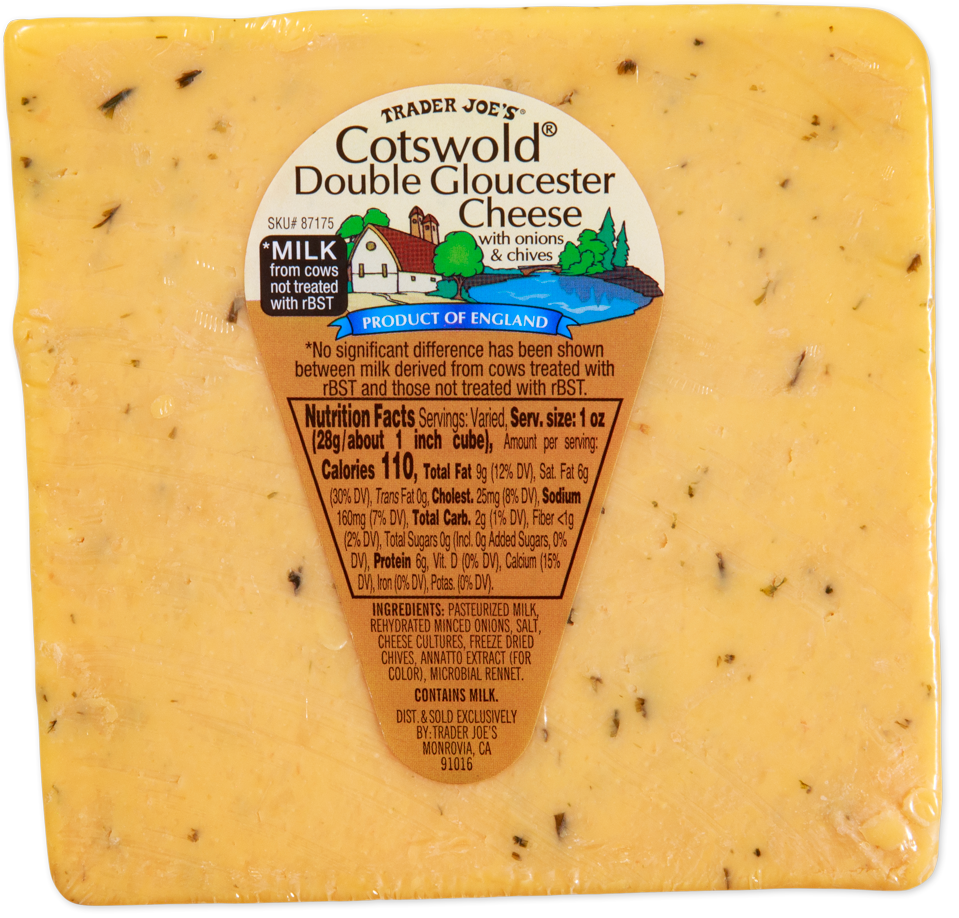 TRADER JOE'S®
Cotswold®
Double Gloucester
Cheese
with onions
& chives
SKU# 87175
*MILK
from cows
not treated
with rBST
PRODUCT OF ENGLAND
*No significant difference has been shown
between milk derived from cows treated with
rBST and those not treated with rBST.
Nutrition Facts Servings: Varied, Serv. size: 1 oz
(28g/about 1 inch cube), Amount per serving:
Calories 110, Total Fat 9g (12% DV), Sat. Fat 6g
(30% DV), Trans Fat 0g, Cholest. 25mg (8% DV), Sodium
160mg (7% DV), Total Carb. 2g (1% DV), Fiber <1g
(2% DV), Total Sugars 0g (Incl. 0g Added Sugars, 0%
DV), Protein 6g, Vit. D (0% DV), Calcium (15%
DV), Iron (0% DV), Potas. (0% DV).
INGREDIENTS: PASTEURIZED MILK,
REHYDRATED MINCED ONIONS, SALT,
CHEESE CULTURES, FREEZE DRIED
CHIVES, ANNATTO EXTRACT (FOR
COLOR), MICROBIAL RENNET.
CONTAINS MILK.
DIST. & SOLD EXCLUSIVELY
BY: TRADER JOE'S
MONROVIA, CA
91016